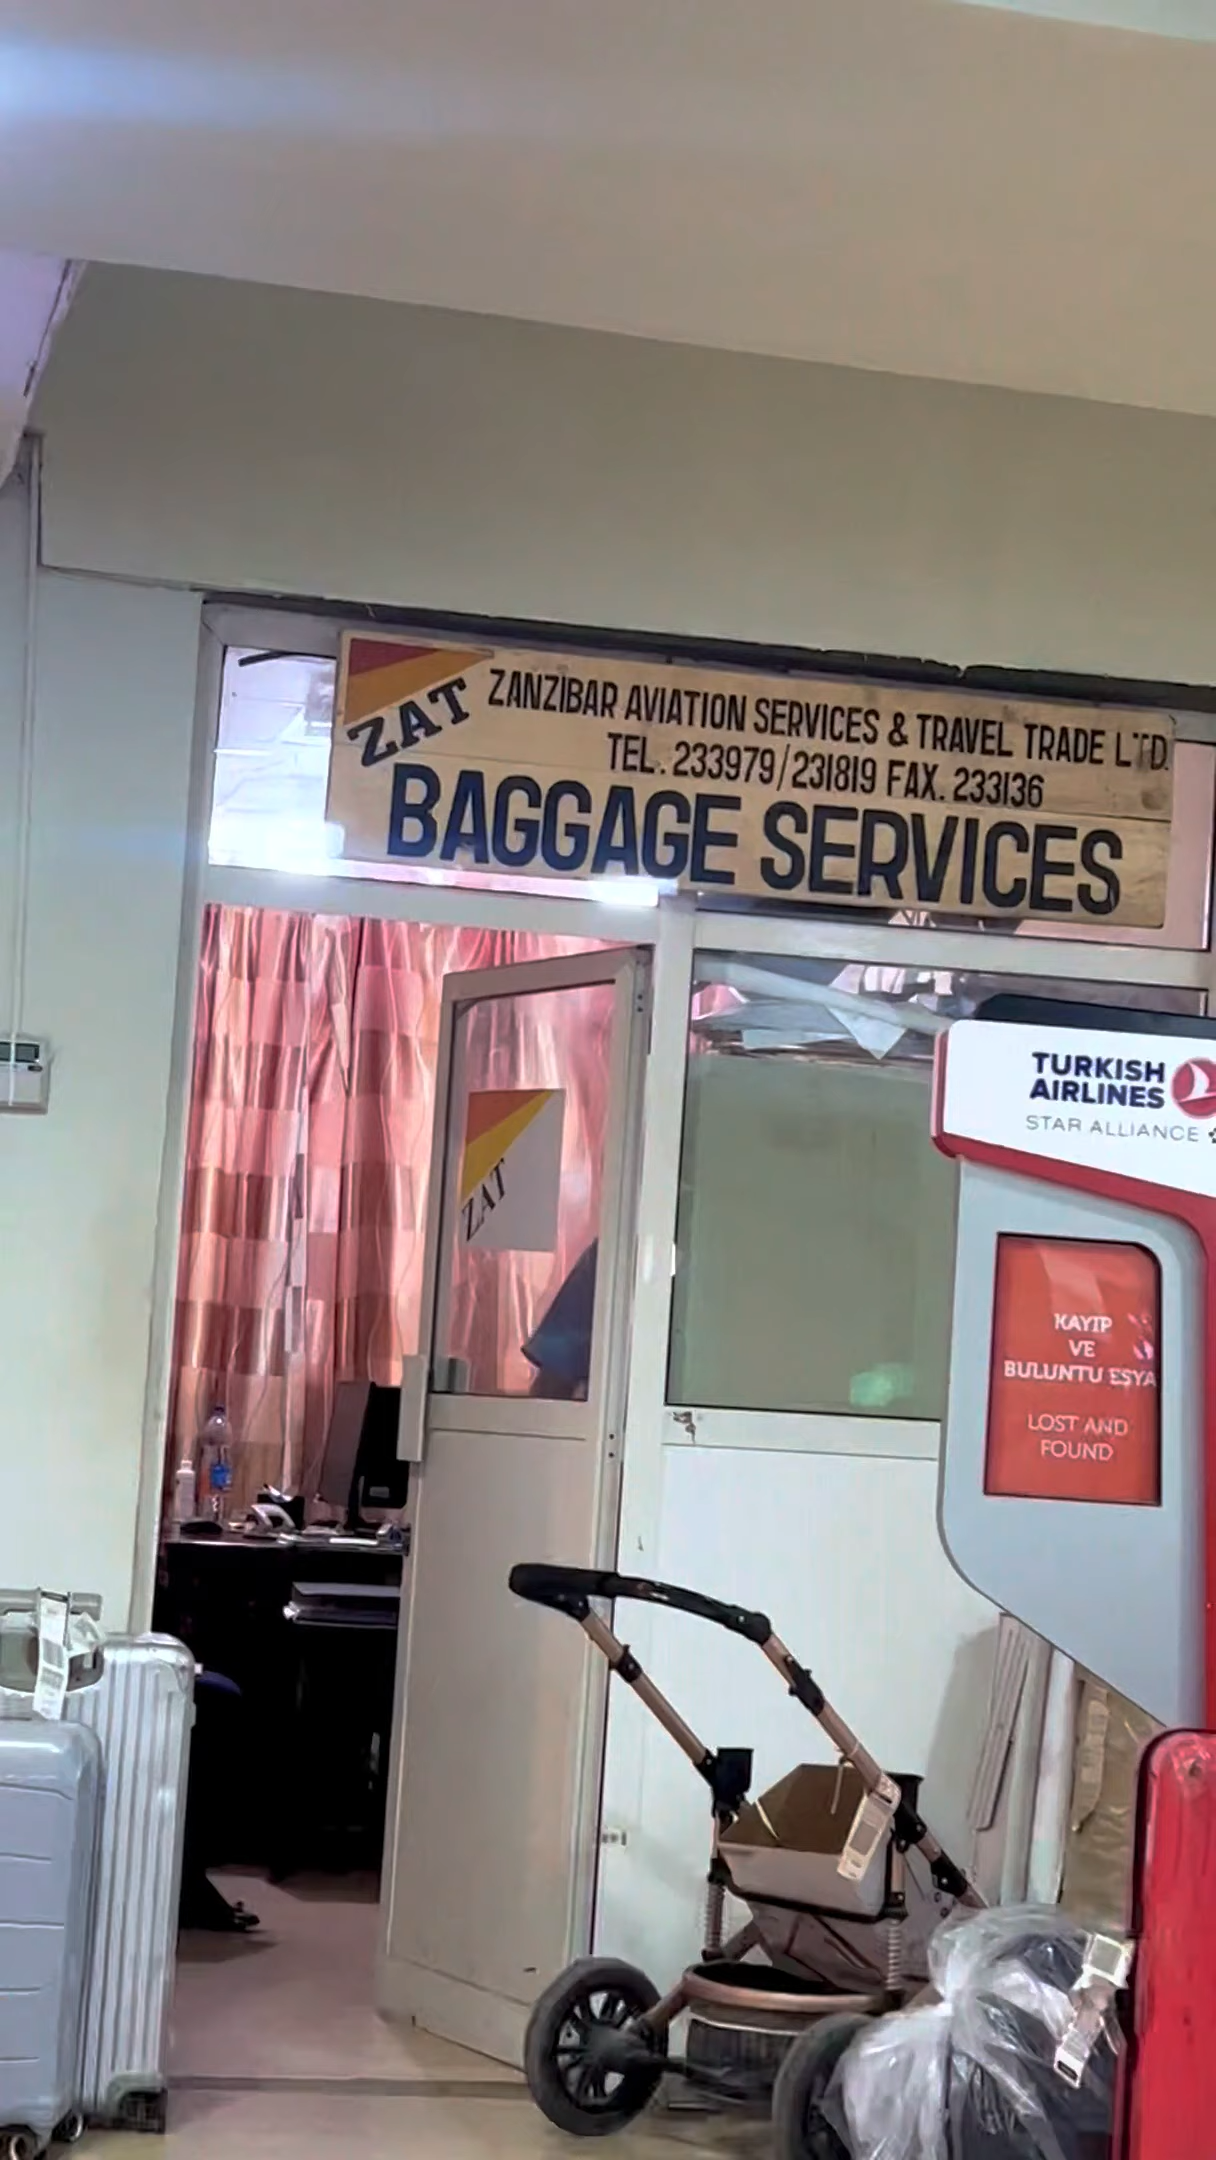 ZAT
ZANZIBAR AVIATION SERVICES & TRAVEL TRADE LTD.
TEL. 233979/231819 FAX. 233136
BAGGAGE SERVICES
ZAT
TURKISH
AIRLINES
STAR ALLIANCE
KAYIP
VE
BULUNTU ESYA
LOST AND
FOUND